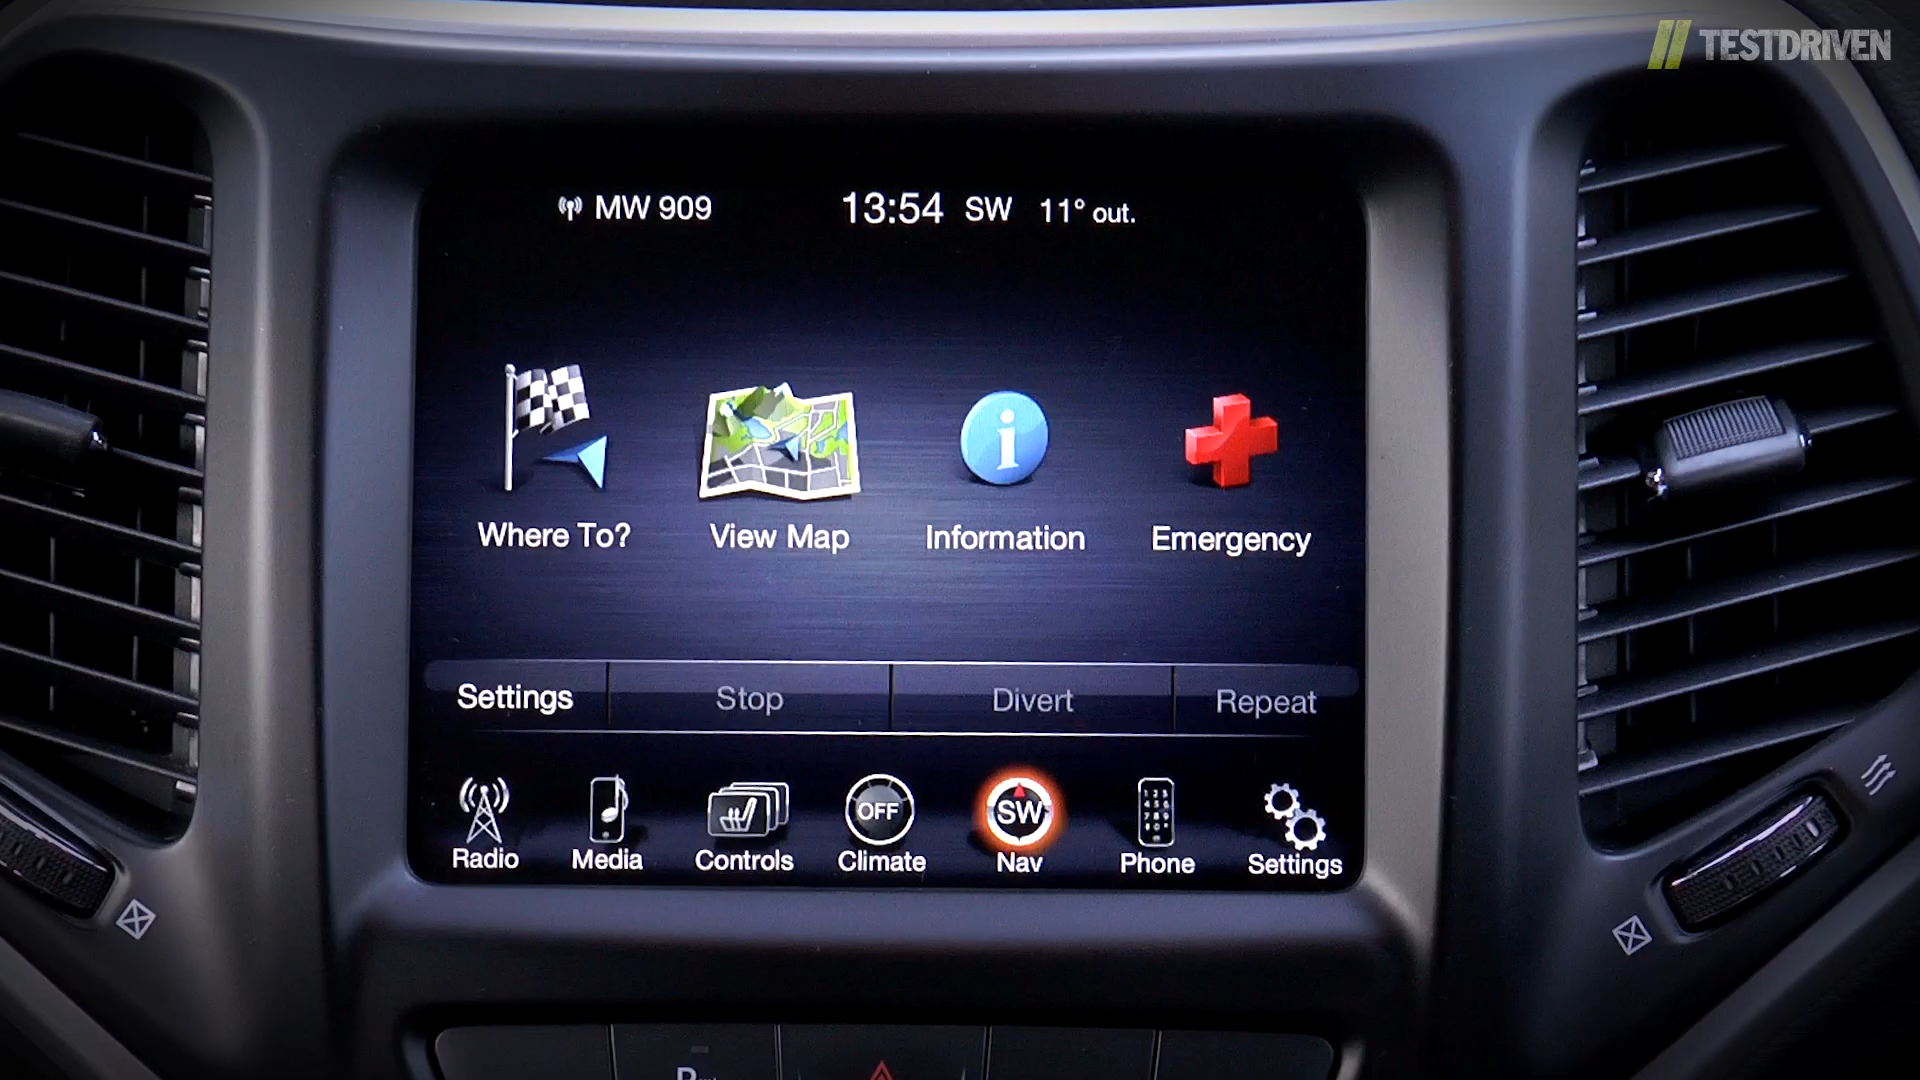 TESTDRIVEN
MW 909 13:54 SW 11° out.
Where To? View Map Information Emergency
Settings Stop Divert Repeat
OFF SW
Radio Media Controls Climate Nav Phone Settings